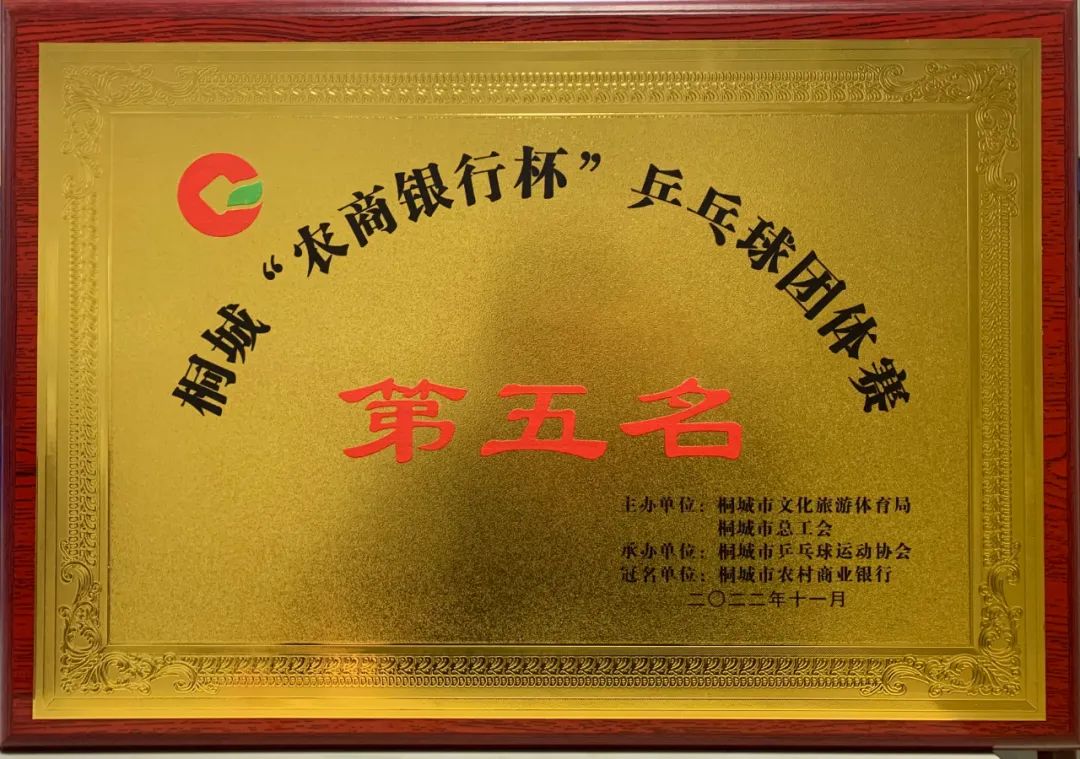 桐城“农商银行杯”乒乓球团体赛
第五名
主办单位：桐城市文化旅游体育局
桐城市总工会
承办单位：桐城市乒乓球运动协会
冠名单位：桐城市农村商业银行
二〇二二年十一月